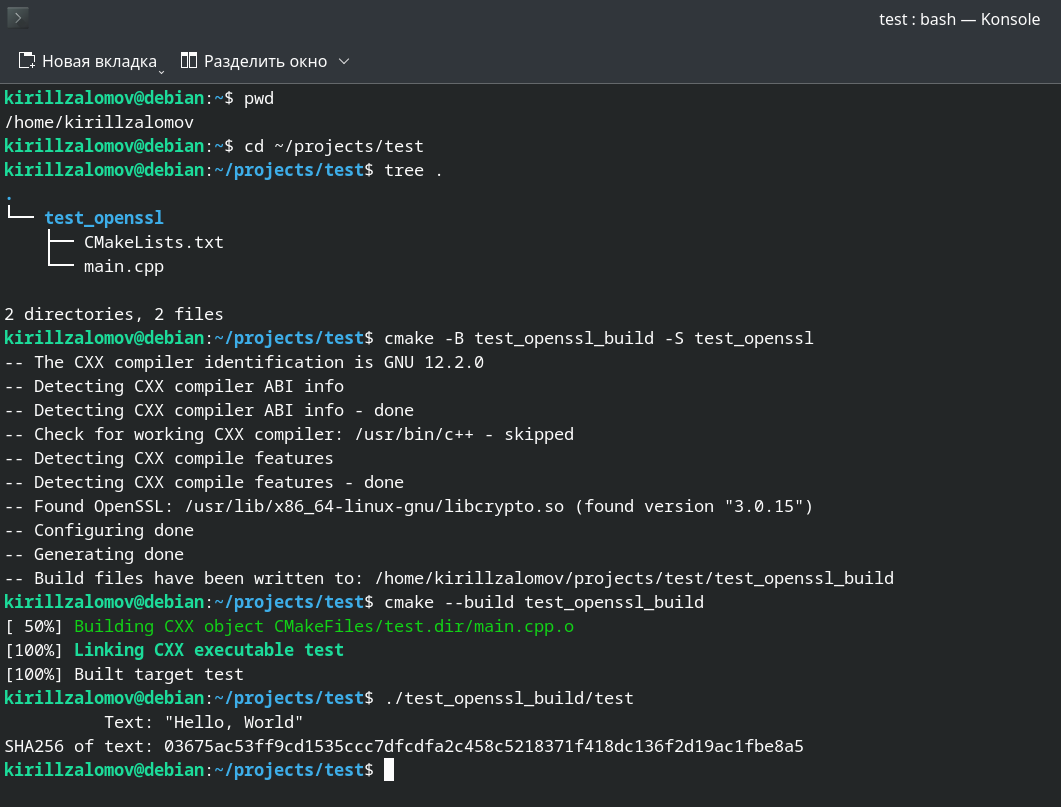 test : bash — Konsole
Новая вкладка Разделить окно
kirillzalomov@debian:~$ pwd
/home/kirillzalomov
kirillzalomov@debian:~$ cd ~/projects/test
kirillzalomov@debian:~/projects/test$ tree .
.
└── test_openssl
    ├── CMakeLists.txt
    └── main.cpp
2 directories, 2 files
kirillzalomov@debian:~/projects/test$ cmake -B test_openssl_build -S test_openssl
-- The CXX compiler identification is GNU 12.2.0
-- Detecting CXX compiler ABI info
-- Detecting CXX compiler ABI info - done
-- Check for working CXX compiler: /usr/bin/c++ - skipped
-- Detecting CXX compile features
-- Detecting CXX compile features - done
-- Found OpenSSL: /usr/lib/x86_64-linux-gnu/libcrypto.so (found version "3.0.15")
-- Configuring done
-- Generating done
-- Build files have been written to: /home/kirillzalomov/projects/test/test_openssl_build
kirillzalomov@debian:~/projects/test$ cmake --build test_openssl_build
[ 50%] Building CXX object CMakeFiles/test.dir/main.cpp.o
[100%] Linking CXX executable test
[100%] Built target test
kirillzalomov@debian:~/projects/test$ ./test_openssl_build/test
          Text: "Hello, World"
SHA256 of text: 03675ac53ff9cd1535ccc7dfcdfa2c458c5218371f418dc136f2d19ac1fbe8a5
kirillzalomov@debian:~/projects/test$